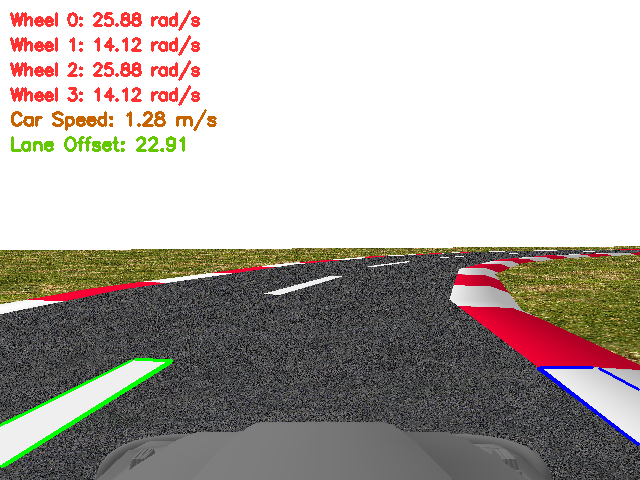 Wheel 0: 25.88 rad/s
Wheel 1: 14.12 rad/s
Wheel 2: 25.88 rad/s
Wheel 3: 14.12 rad/s
Car Speed: 1.28 m/s
Lane Offset: 22.91